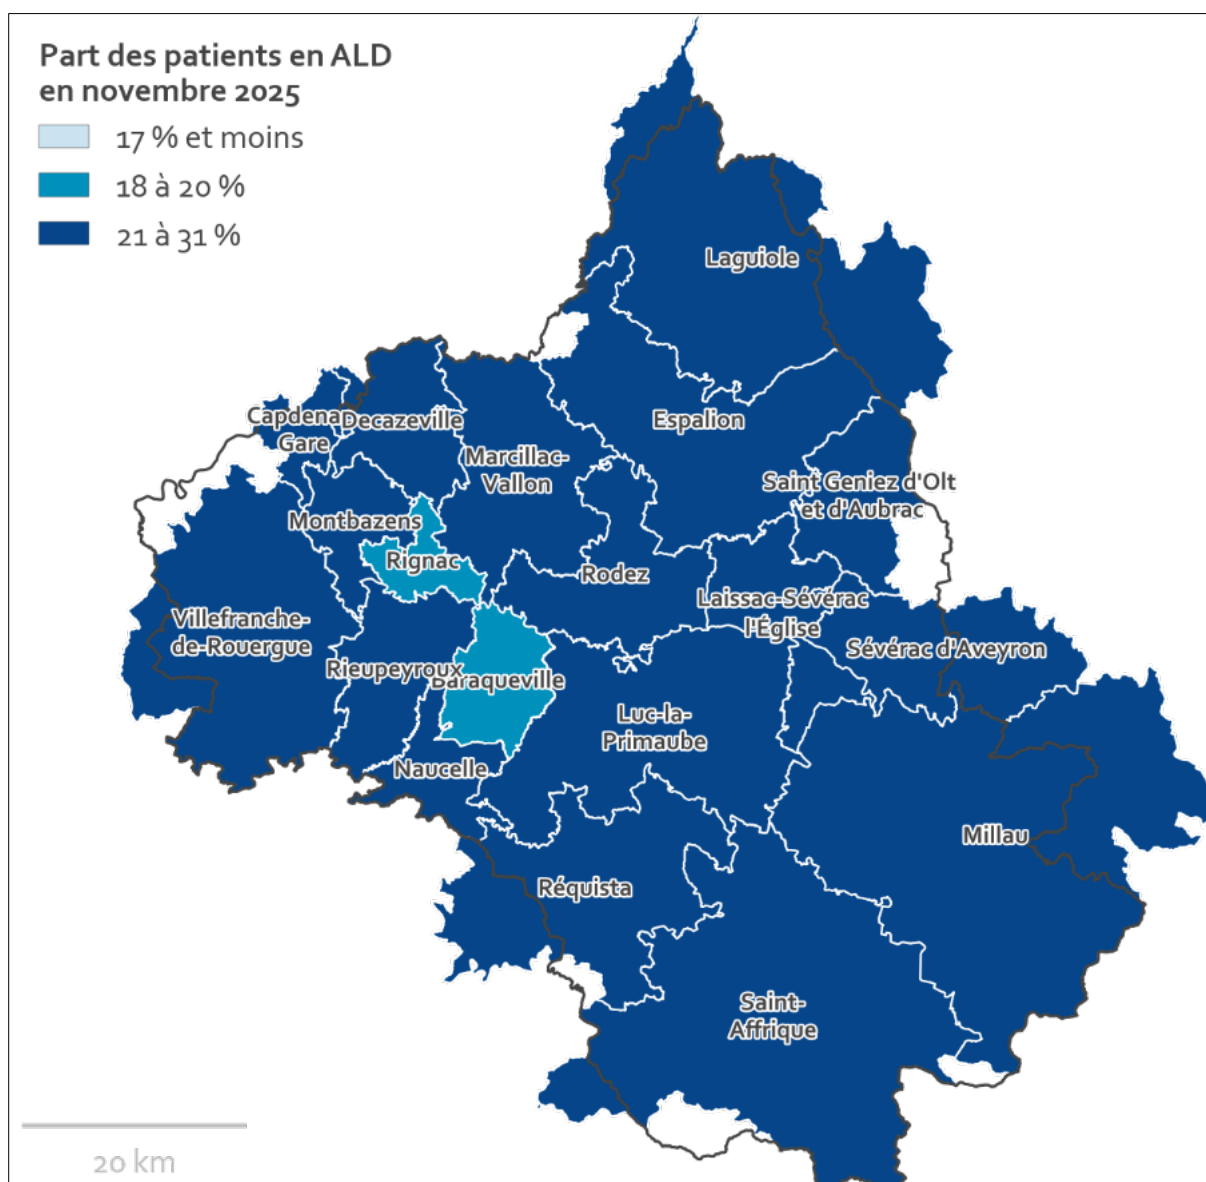 Part des patients en ALD
en novembre 2025
17 % et moins
18 à 20 %
21 à 31 %
Laguiole
Espalion
Capdena
Gare
Decazeville
Marcillac-
Vallon
Saint Geniez d'Olt
et d'Aubrac
Montbazens
Rignac
Rodez
Laissac-Sévérac
l'Église
Villefranche-
de-Rouergue
Sévérac d'Aveyron
Rieupeyroux
Baraqueville
Luc-la-
Primaube
Naucelle
Millau
Réquista
Saint-
Affrique
20 km